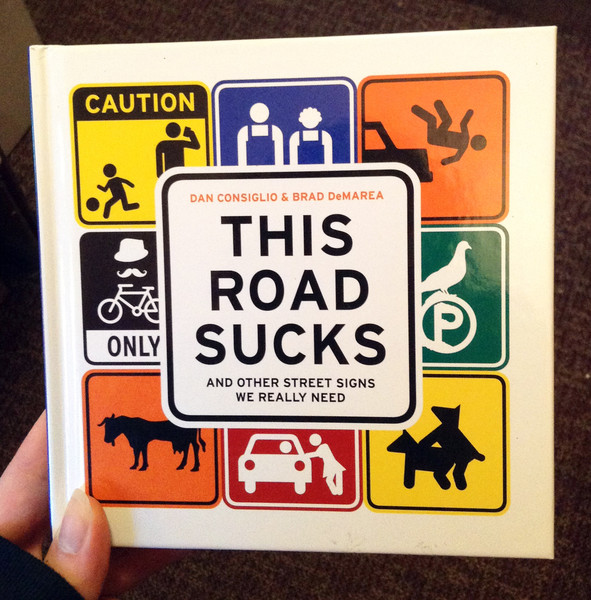 CAUTION
DAN CONSIGLIO & BRAD DeMAREA
THIS
ROAD
SUCKS
AND OTHER STREET SIGNS
WE REALLY NEED
ONLY
P